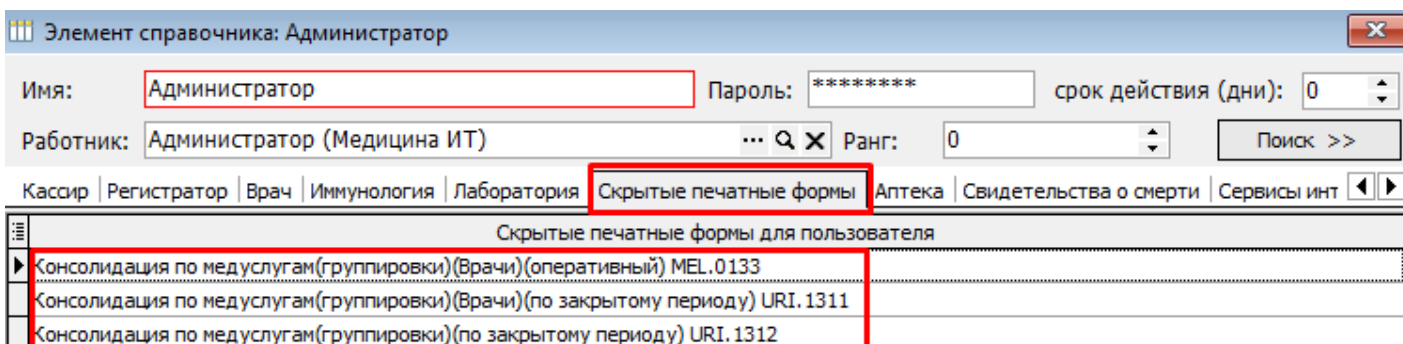 Элемент справочника: Администратор
Имя: Администратор Пароль: ******** срок действия (дни): 0
Работник: Администратор (Медицина ИТ) ... Ранг: 0 Поиск >>
Кассир Регистратор Врач Иммунология Лаборатория Скрытые печатные формы Аптека Свидетельства о смерти Сервисы инт
Скрытые печатные формы для пользователя
Консолидация по медуслугам(группировки)(Врачи)(оперативный) MEL.0133
Консолидация по медуслугам(группировки)(Врачи)(по закрытому периоду) URI.1311
Консолидация по медуслугам(группировки)(по закрытому периоду) URI.1312